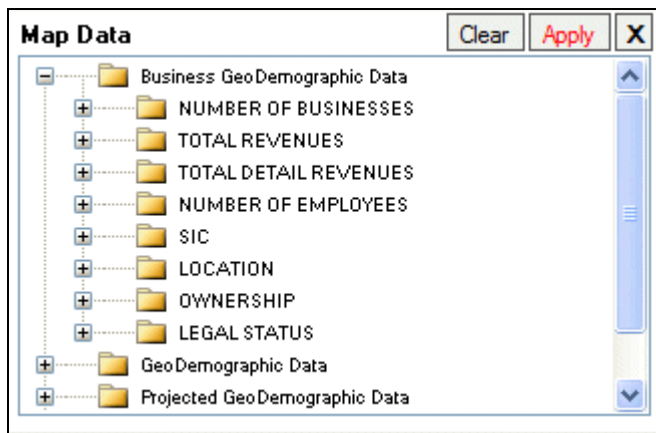 Map Data Clear Apply X
Business GeoDemographic Data
NUMBER OF BUSINESSES
TOTAL REVENUES
TOTAL DETAIL REVENUES
NUMBER OF EMPLOYEES
SIC
LOCATION
OWNERSHIP
LEGAL STATUS
GeoDemographic Data
Projected GeoDemographic Data